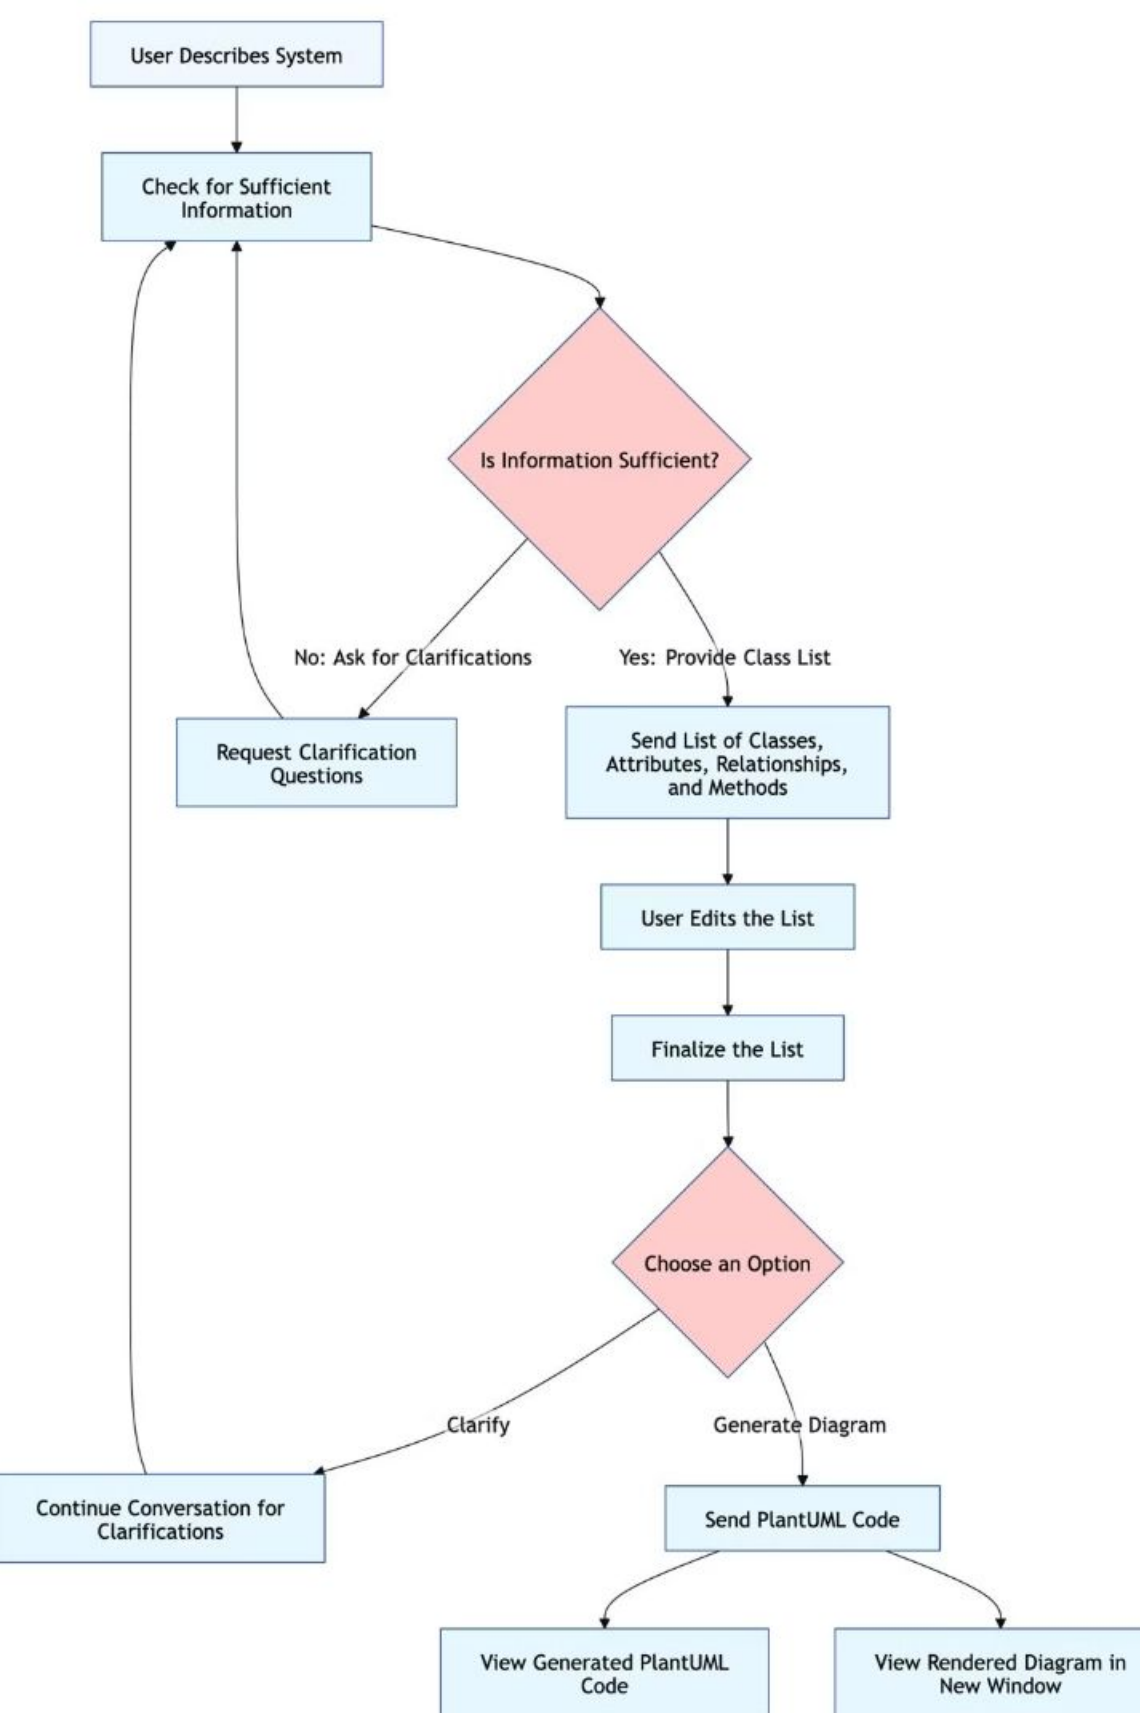 User Describes System
Check for Sufficient
Information
Is Information Sufficient?
No: Ask for Clarifications
Yes: Provide Class List
Request Clarification
Questions
Send List of Classes,
Attributes, Relationships,
and Methods
User Edits the List
Finalize the List
Choose an Option
Clarify
Generate Diagram
Continue Conversation for
Clarifications
Send PlantUML Code
View Generated PlantUML
Code
View Rendered Diagram in
New Window